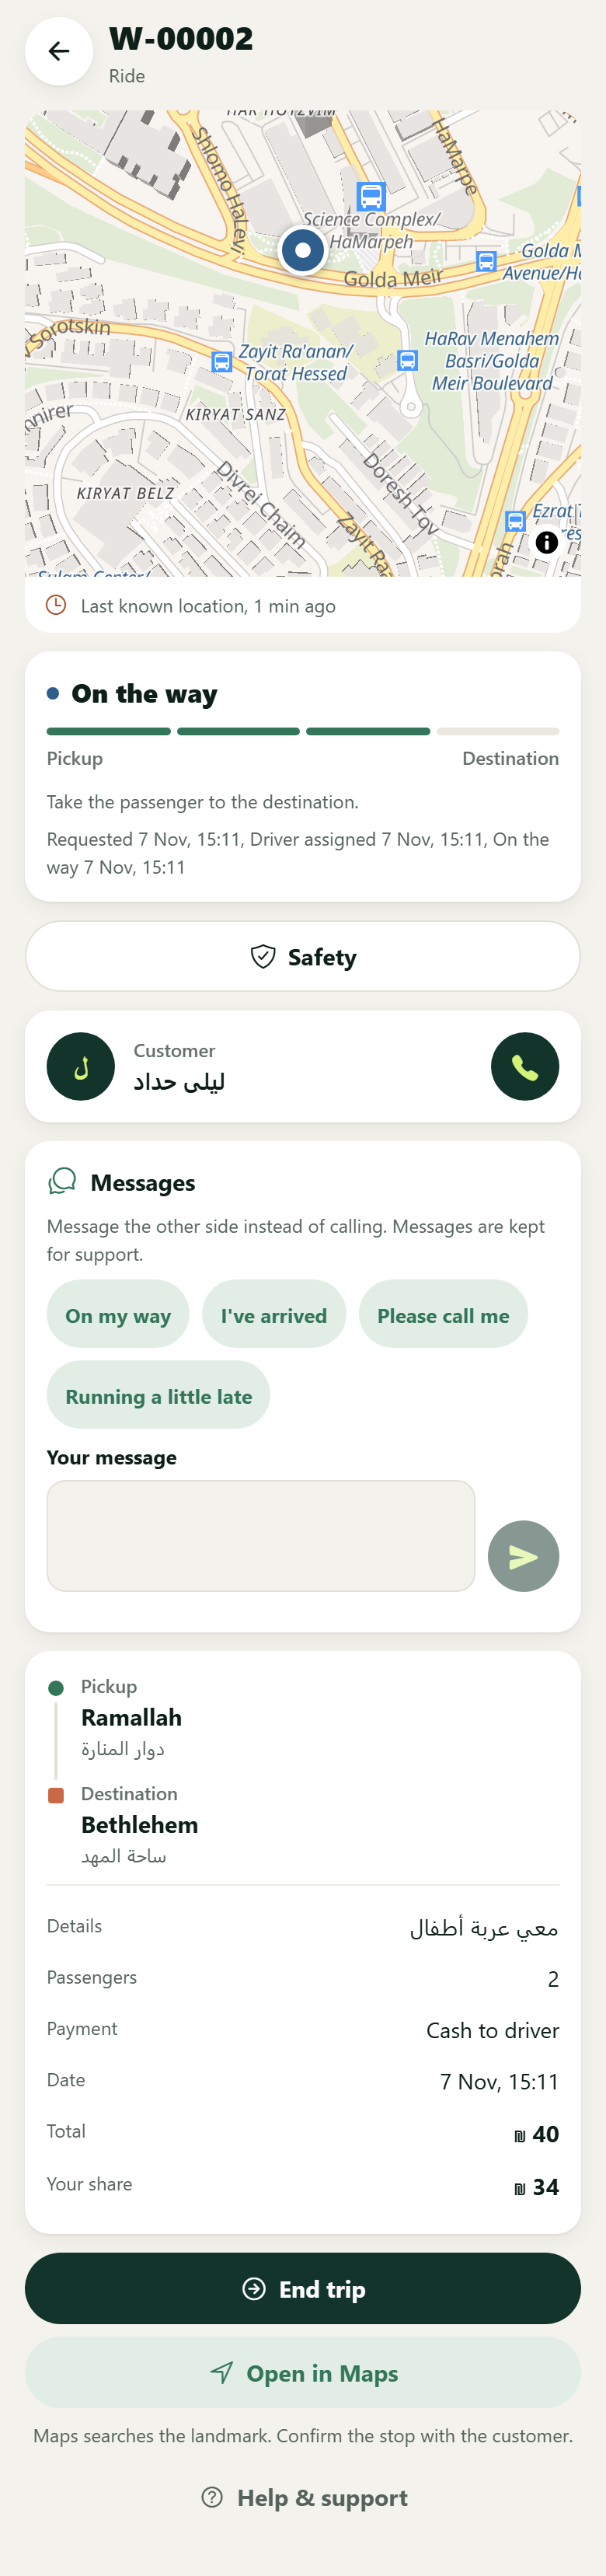 W-00002
Ride
HAR HOTZVIM
Shlomo HaLevi
HaMarpe
Science Complex/
HaMarpeh
Golda Meir
Golda M
Avenue/Ha
Sorotskin
Zayit Ra'anan/
Torat Hessed
HaRav Menahem
Basri/Golda
Meir Boulevard
KIRYAT SANZ
KIRYAT BELZ
Divrei Chaim
Doresh Tov
Zayit Ra
Ezrat T
Sulam Center/
Last known location, 1 min ago
On the way
Pickup
Destination
Take the passenger to the destination.
Requested 7 Nov, 15:11, Driver assigned 7 Nov, 15:11, On the
way 7 Nov, 15:11
Safety
ل
Customer
ليلى حداد
Messages
Message the other side instead of calling. Messages are kept
for support.
On my way
I've arrived
Please call me
Running a little late
Your message
Pickup
Ramallah
دوار المنارة
Destination
Bethlehem
ساحة المهد
Details
معي عربة أطفال
Passengers
2
Payment
Cash to driver
Date
7 Nov, 15:11
Total
₪ 40
Your share
₪ 34
End trip
Open in Maps
Maps searches the landmark. Confirm the stop with the customer.
Help & support